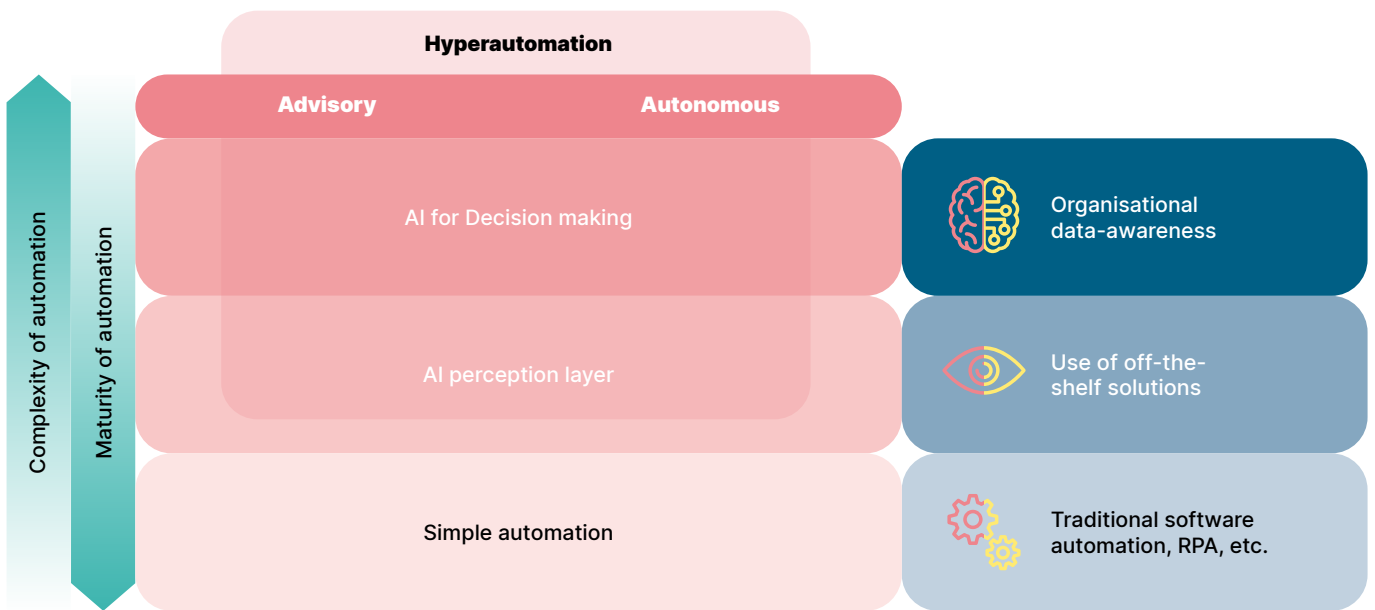 Hyperautomation
Advisory
Autonomous
Complexity of automation
Maturity of automation
AI for Decision making
Organisational
data-awareness
AI perception layer
Use of off-the-
shelf solutions
Simple automation
Traditional software
automation, RPA, etc.